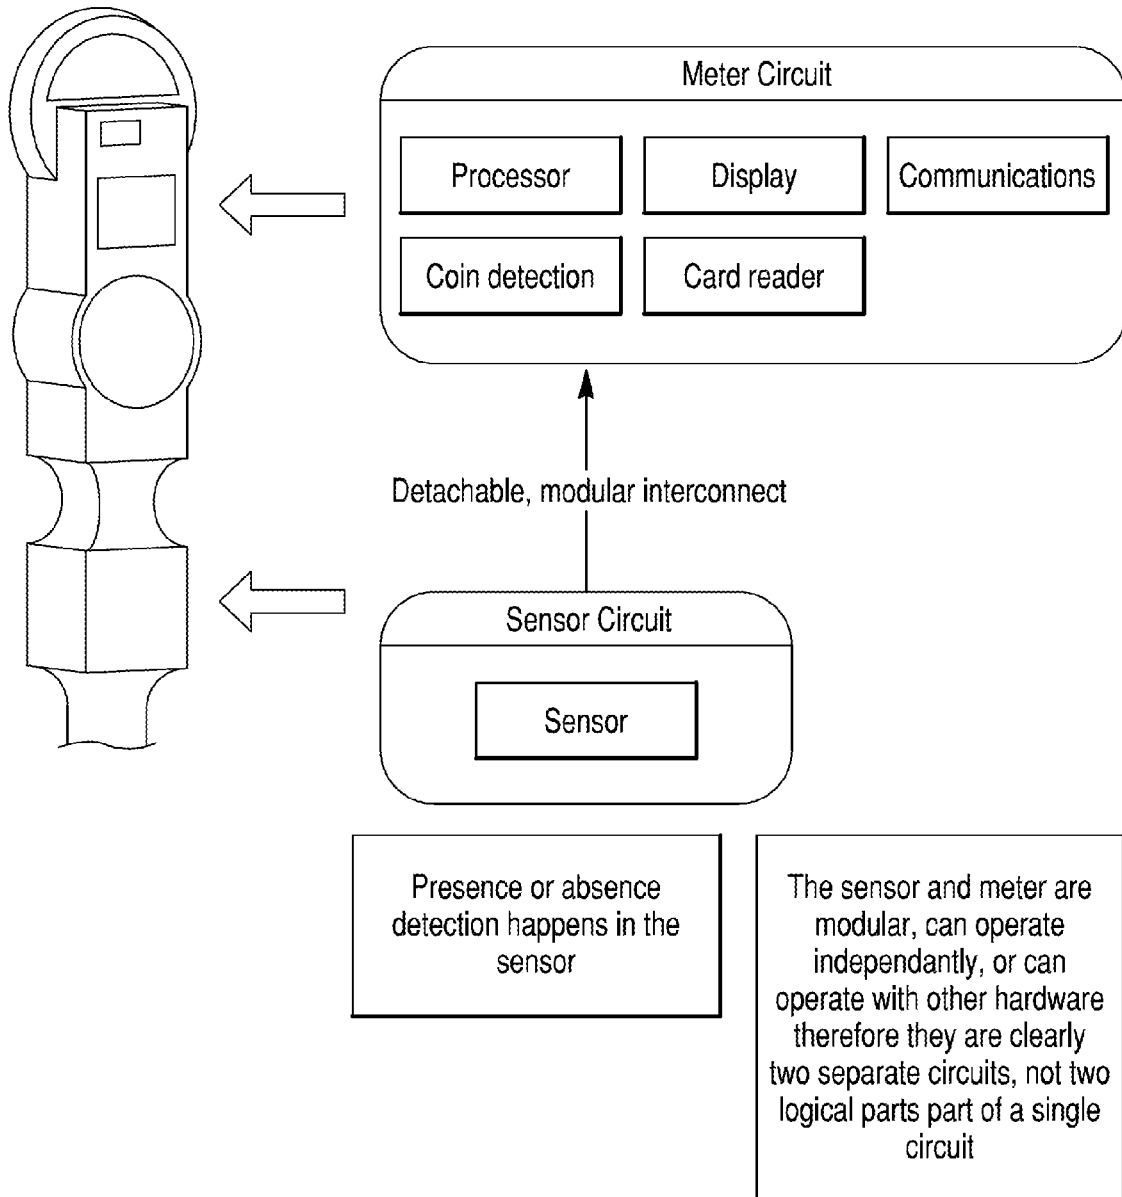 Meter Circuit
Processor
Display
Communications
Coin detection
Card reader
Detachable, modular interconnect
Sensor Circuit
Sensor
Presence or absence
detection happens in the
sensor
The sensor and meter are
modular, can operate
independantly, or can
operate with other hardware
therefore they are clearly
two separate circuits, not two
logical parts part of a single
circuit